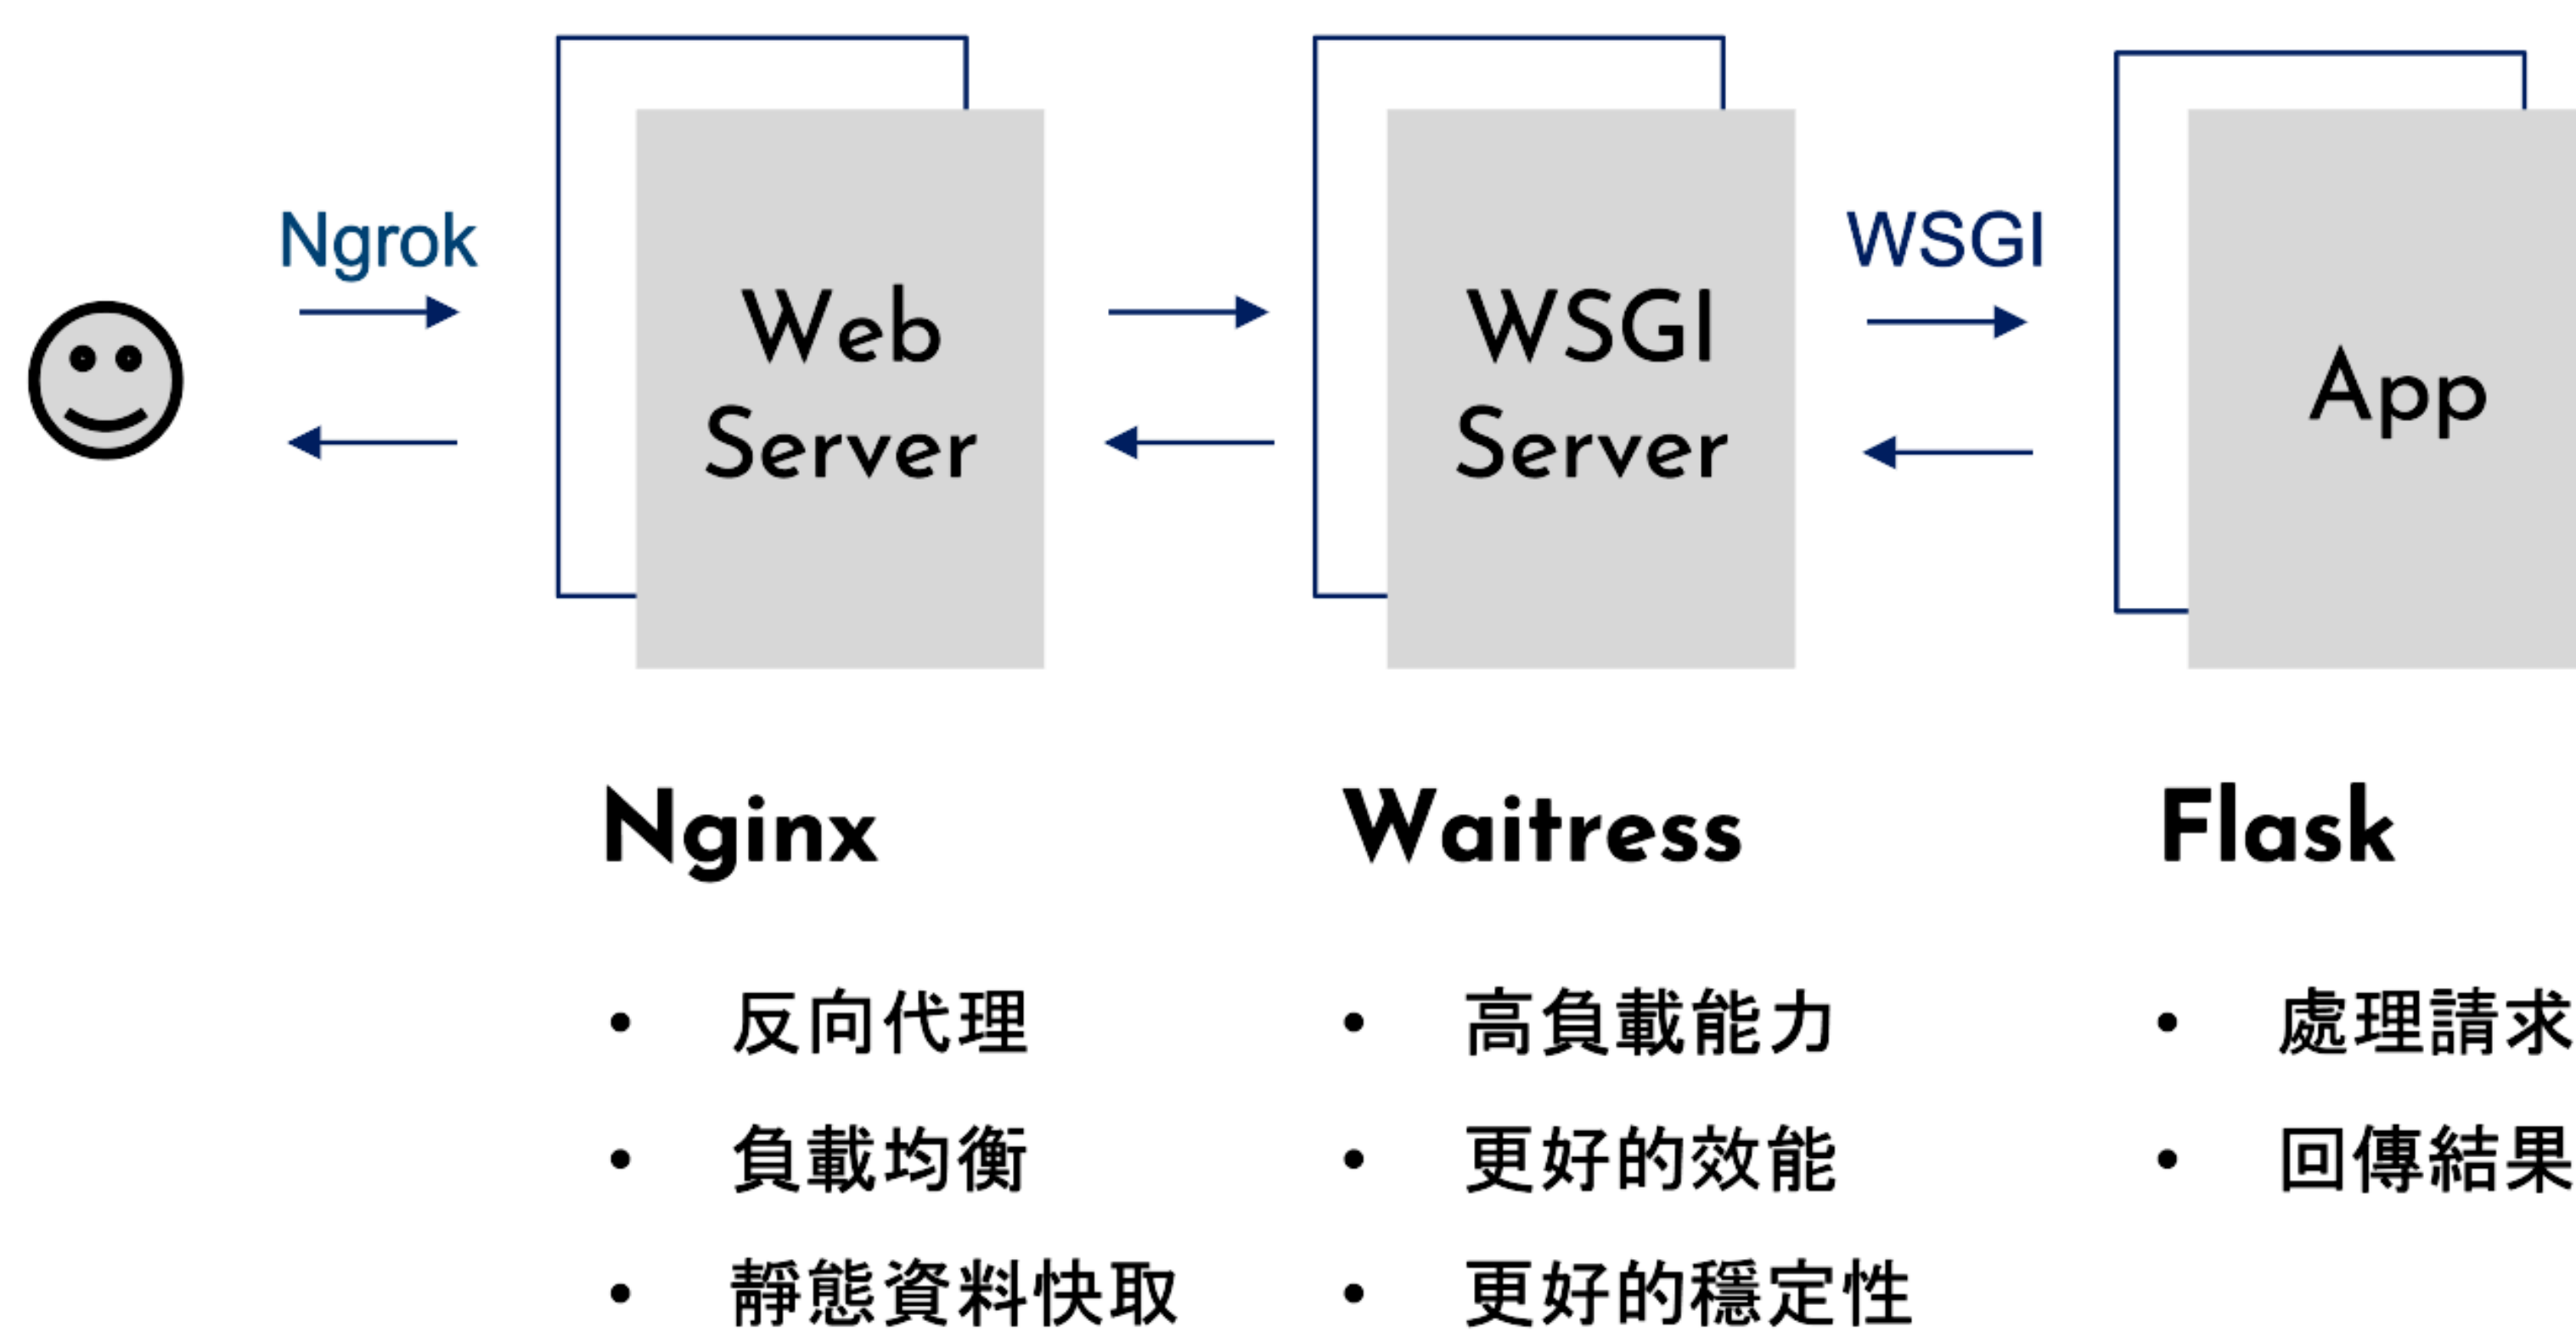 Ngrok
Web
Server
WSGI
Server
WSGI
App
Nginx
反向代理
負載均衡
靜態資料快取
Waitress
高負載能力
更好的效能
更好的穩定性
Flask
處理請求
回傳結果